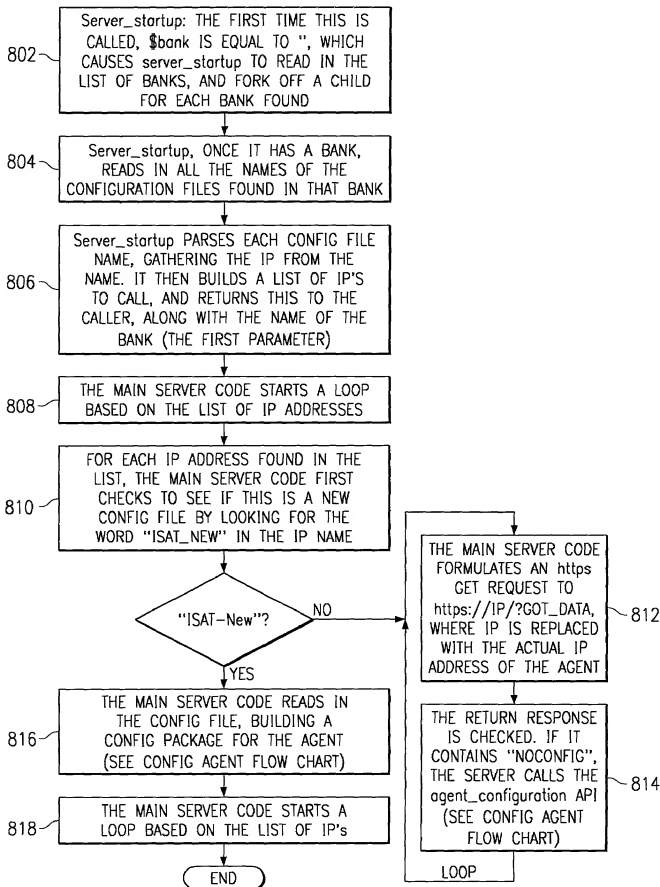 802
Server_startup: THE FIRST TIME THIS IS
CALLED, $bank IS EQUAL TO '', WHICH
CAUSES server_startup TO READ IN THE
LIST OF BANKS, AND FORK OFF A CHILD
FOR EACH BANK FOUND
804
Server_startup, ONCE IT HAS A BANK,
READS IN ALL THE NAMES OF THE
CONFIGURATION FILES FOUND IN THAT BANK
806
Server_startup PARSES EACH CONFIG FILE
NAME, GATHERING THE IP FROM THE
NAME. IT THEN BUILDS A LIST OF IP'S
TO CALL, AND RETURNS THIS TO THE
CALLER, ALONG WITH THE NAME OF THE
BANK (THE FIRST PARAMETER)
808
THE MAIN SERVER CODE STARTS A LOOP
BASED ON THE LIST OF IP ADDRESSES
810
FOR EACH IP ADDRESS FOUND IN THE
LIST, THE MAIN SERVER CODE FIRST
CHECKS TO SEE IF THIS IS A NEW
CONFIG FILE BY LOOKING FOR THE
WORD "ISAT_NEW" IN THE IP NAME
"ISAT-New"?
NO
YES
THE MAIN SERVER CODE
FORMULATES AN https
GET REQUEST TO
https://IP/?GOT_DATA,
WHERE IP IS REPLACED
WITH THE ACTUAL IP
ADDRESS OF THE AGENT
812
THE RETURN RESPONSE
IS CHECKED. IF IT
CONTAINS "NOCONFIG",
THE SERVER CALLS THE
agent_configuration API
(SEE CONFIG AGENT
FLOW CHART)
814
LOOP
816
THE MAIN SERVER CODE READS IN
THE CONFIG FILE, BUILDING A
CONFIG PACKAGE FOR THE AGENT
(SEE CONFIG AGENT FLOW CHART)
818
THE MAIN SERVER CODE STARTS A
LOOP BASED ON THE LIST OF IP's
END